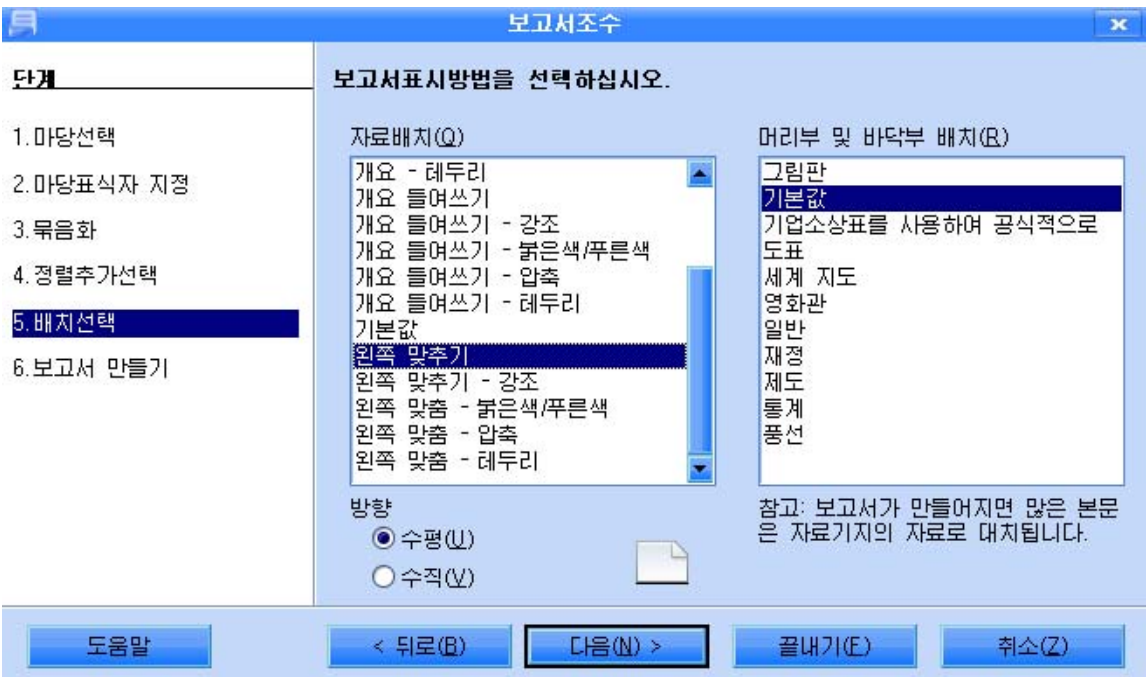 보고서조수
단계
1.마당선택
2.마당표식자 지정
3.묶음화
4.정렬추가선택
5.배치선택
6.보고서 만들기
보고서표시방법을 선택하십시오.
자료배치(O)
개요 - 테두리
개요 들여쓰기
개요 들여쓰기 - 강조
개요 들여쓰기 - 붉은색/푸른색
개요 들여쓰기 - 압축
개요 들여쓰기 - 테두리
기본값
왼쪽 맞추기
왼쪽 맞추기 - 강조
왼쪽 맞춤 - 붉은색/푸른색
왼쪽 맞춤 - 압축
왼쪽 맞춤 - 테두리
방향
수평(U)
수직(V)
머리부 및 바닥부 배치(R)
그림판
기본값
기업소상표를 사용하여 공식적으로
도표
세계 지도
영화관
일반
재정
제도
통계
풍선
참고: 보고서가 만들어지면 많은 본문
은 자료기지의 자료로 대치됩니다.
도움말
< 뒤로(B)
다음(N) >
끝내기(F)
취소(Z)